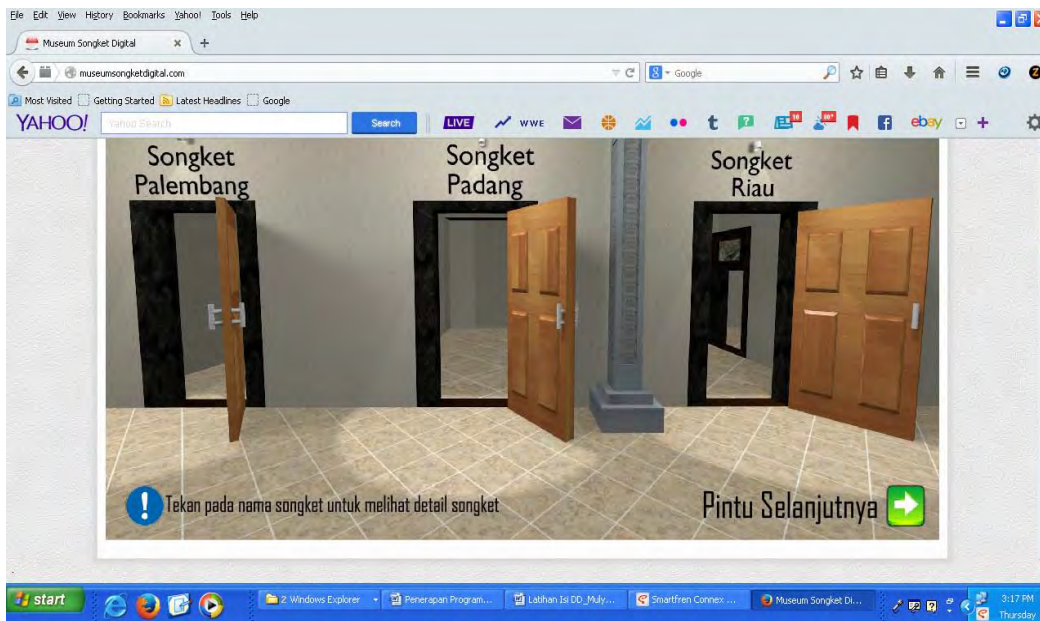 File Edit View History Bookmarks Yahoo! Tools Help
Museum Songket Digital
museumsongketdigital.com
Google
Most Visited Getting Started Latest Headlines Google
YAHOO! Yahoo Search Search LIVE WWE ebay
Songket
Palembang
Songket
Padang
Songket
Riau
Tekan pada nama songket untuk melihat detail songket
Pintu Selanjutnya
start 2 Windows Explorer Penerapan Program... Latihan Isi DD_Muly... Smartfren Connex ... Museum Songket Di... 3:17 PM
Thursday